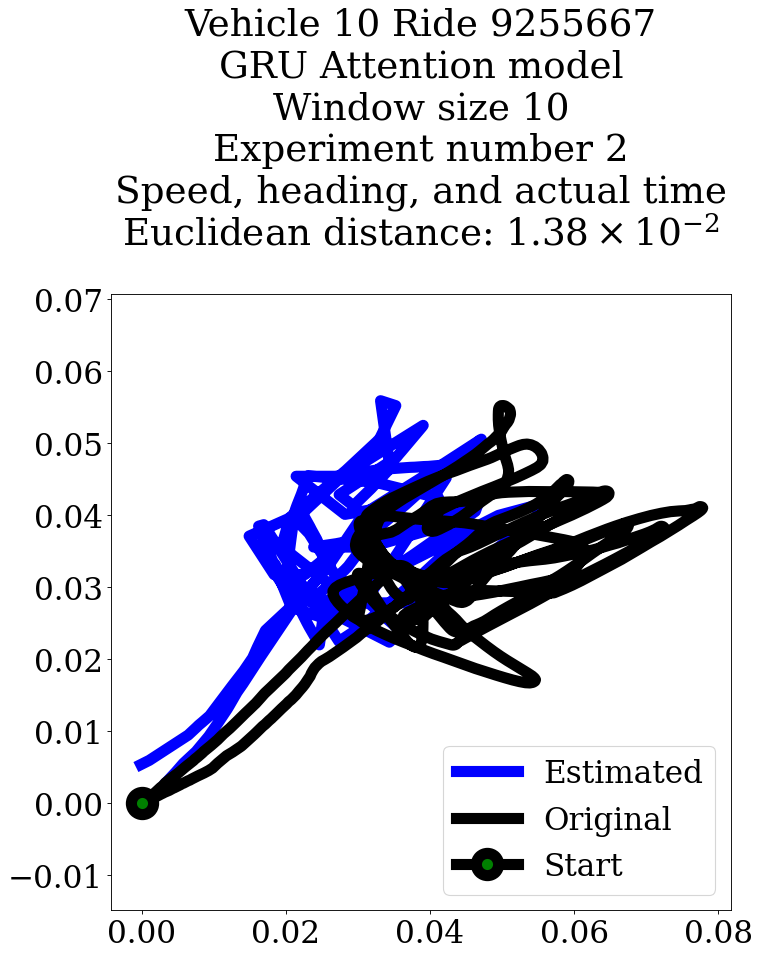 Vehicle 10 Ride 9255667
GRU Attention model
Window size 10
Experiment number 2
Speed, heading, and actual time
Euclidean distance: 1.38 × 10⁻²
0.07
0.06
0.05
0.04
0.03
0.02
0.01
0.00
−0.01
Estimated
Original
Start
0.00 0.02 0.04 0.06 0.08